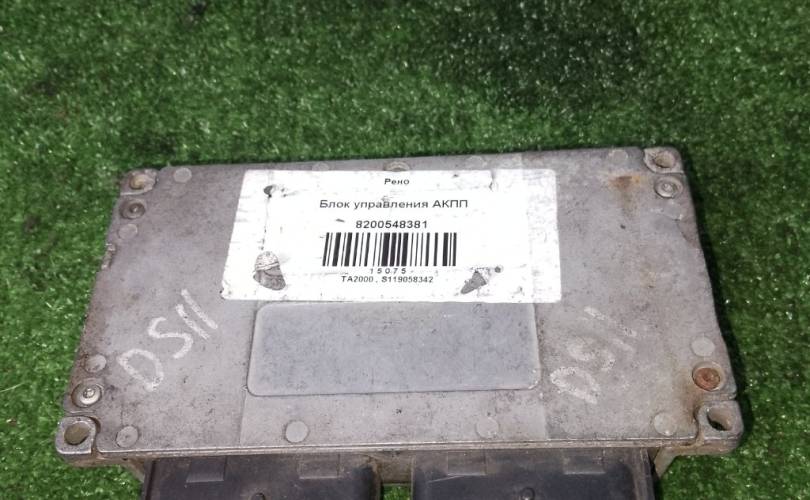 Рено
Блок управления АКПП
8200548381
15075
TA2000 , S119058342
DS11
DS11